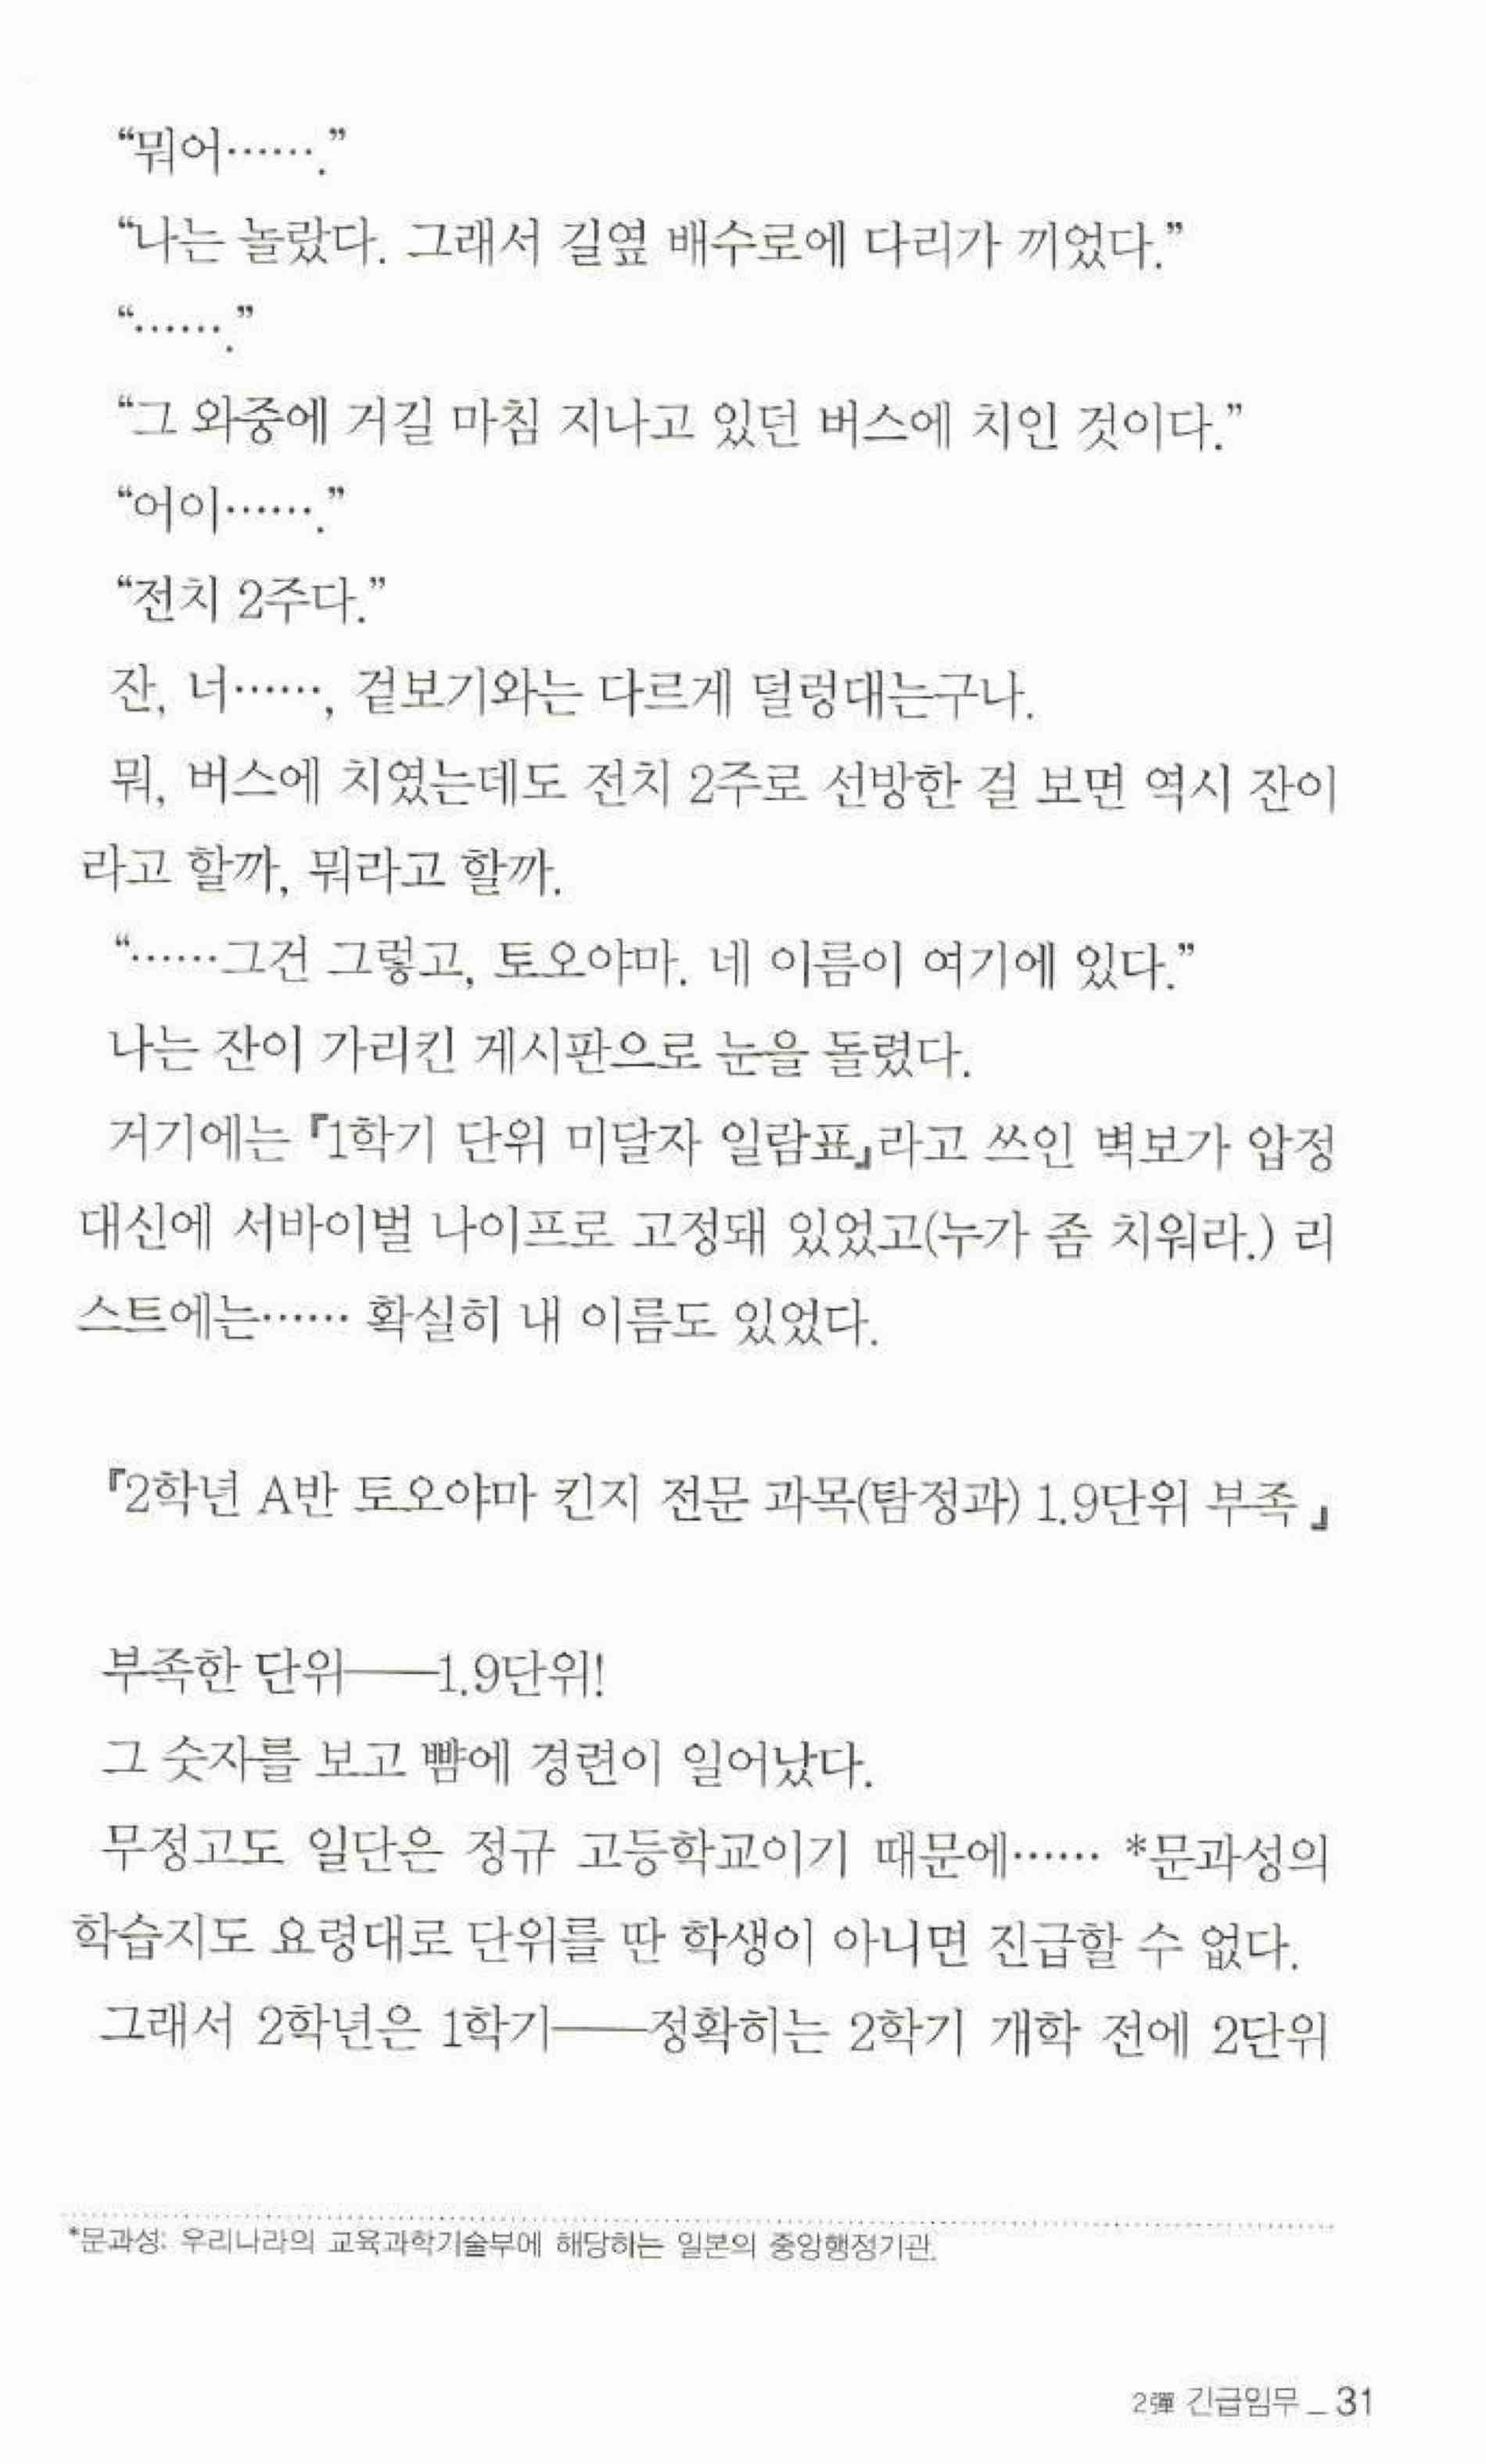 “뭐어…….”
“나는 놀랐다. 그래서 길옆 배수로에 다리가 끼었다.”
“…….”
“그 와중에 거길 마침 지나고 있던 버스에 치인 것이다.”
“어이…….”
“전치 2주다.”
잔, 너……, 겉보기와는 다르게 덜렁대는구나.
뭐, 버스에 치였는데도 전치 2주로 선방한 걸 보면 역시 잔이
라고 할까, 뭐라고 할까.
“……그건 그렇고, 토오야마. 네 이름이 여기에 있다.”
나는 잔이 가리킨 게시판으로 눈을 돌렸다.
거기에는 『1학기 단위 미달자 일람표』라고 쓰인 벽보가 압정
대신에 서바이벌 나이프로 고정돼 있었고(누가 좀 치워라.) 리
스트에는…… 확실히 내 이름도 있었다.
『2학년 A반 토오야마 킨지 전문 과목(탐정과) 1.9단위 부족』
부족한 단위――1.9단위!
그 숫자를 보고 뺨에 경련이 일어났다.
무정고도 일단은 정규 고등학교이기 때문에…… *문과성의
학습지도 요령대로 단위를 딴 학생이 아니면 진급할 수 없다.
그래서 2학년은 1학기――정확히는 2학기 개학 전에 2단위
*문과성: 우리나라의 교육과학기술부에 해당하는 일본의 중앙행정기관.
2彈 긴급임무 _ 31